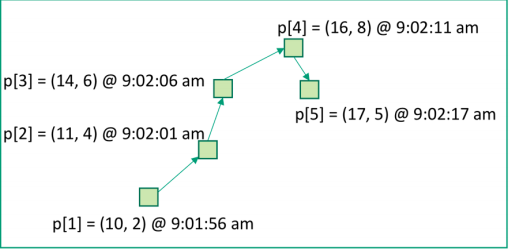 p[4] = (16, 8) @ 9:02:11 am
p[3] = (14, 6) @ 9:02:06 am
p[5] = (17, 5) @ 9:02:17 am
p[2] = (11, 4) @ 9:02:01 am
p[1] = (10, 2) @ 9:01:56 am